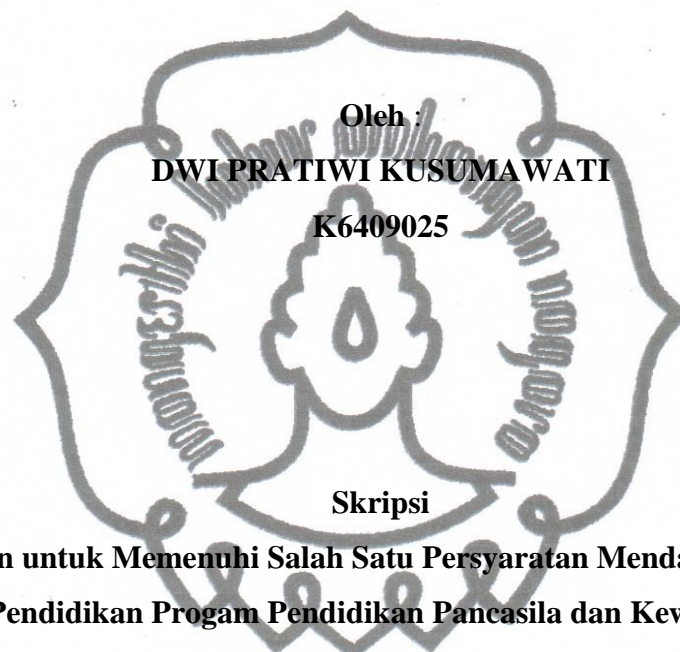 Oleh :
DWI PRATIWI KUSUMAWATI
K6409025
Skripsi
n untuk Memenuhi Salah Satu Persyaratan Menda
Pendidikan Progam Pendidikan Pancasila dan Kew